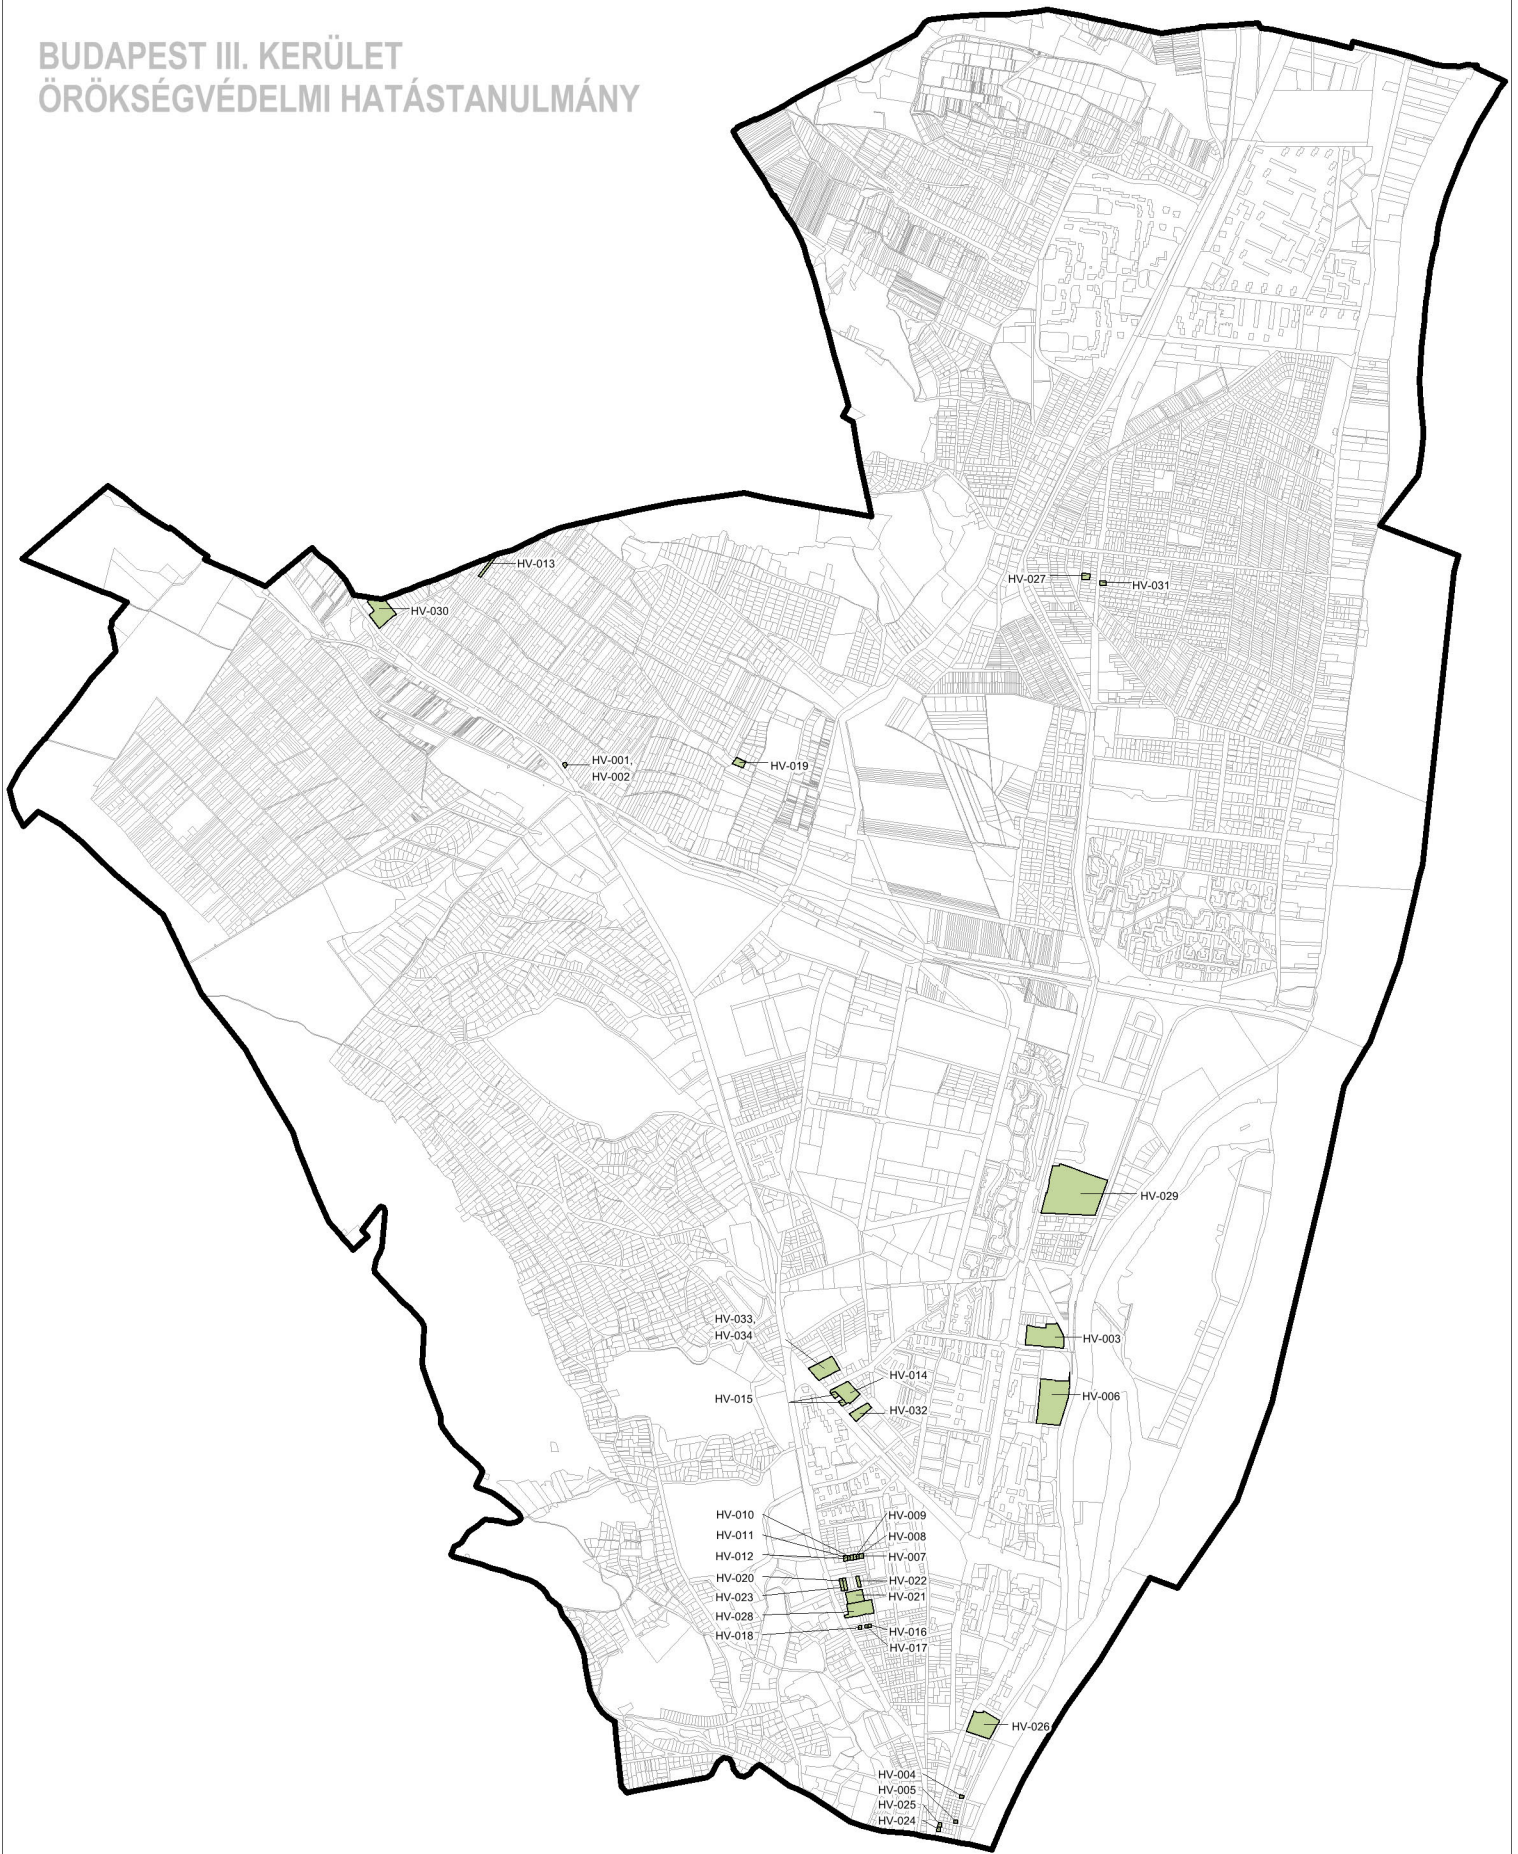 BUDAPEST III. KERÜLET
ÖRÖKSÉGVÉDELMI HATÁSTANULMÁNY
HV-013
HV-030
HV-027
HV-031
HV-001,
HV-002
HV-019
HV-029
HV-033,
HV-034
HV-003
HV-014
HV-015
HV-006
HV-032
HV-010
HV-009
HV-011
HV-008
HV-012
HV-007
HV-020
HV-022
HV-023
HV-021
HV-028
HV-018
HV-016
HV-017
HV-026
HV-004
HV-005
HV-025
HV-024